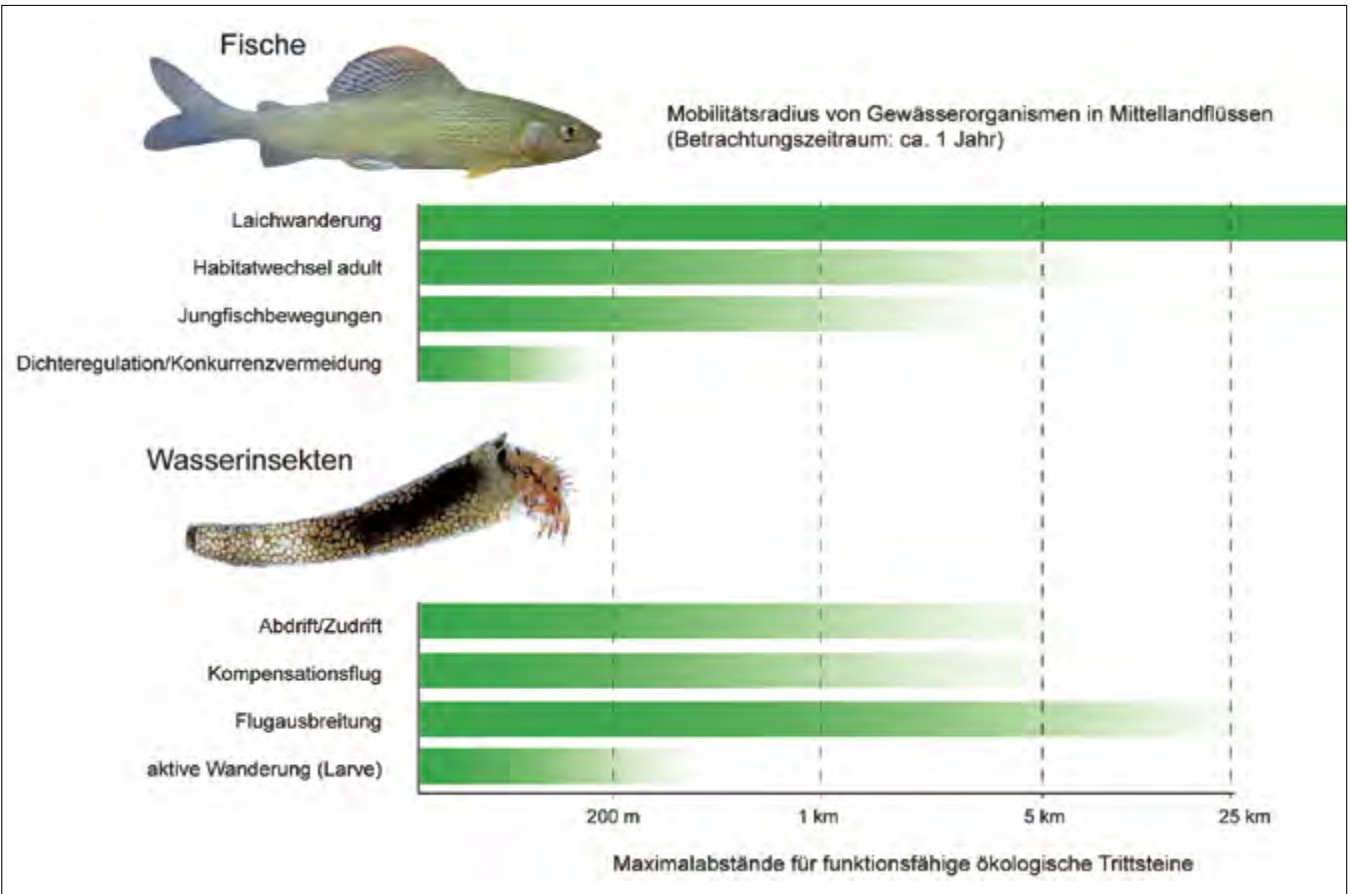 Fische
Mobilitätsradius von Gewässerorganismen in Mittellandflüssen
(Betrachtungszeitraum: ca. 1 Jahr)
Laichwanderung
Habitatwechsel adult
Jungfischbewegungen
Dichteregulation/Konkurrenzvermeidung
Wasserinsekten
Abdrift/Zudrift
Kompensationsflug
Flugausbreitung
aktive Wanderung (Larve)
200 m 1 km 5 km 25 km
Maximalabstände für funktionsfähige ökologische Trittsteine